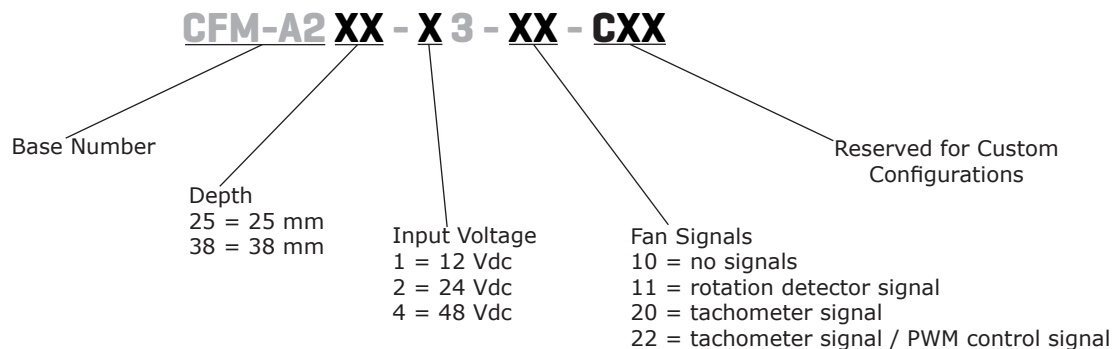 CFM-A2 XX - X 3 - XX - CXX
Base Number
Reserved for Custom
Configurations
Depth
25 = 25 mm
38 = 38 mm
Input Voltage
1 = 12 Vdc
2 = 24 Vdc
4 = 48 Vdc
Fan Signals
10 = no signals
11 = rotation detector signal
20 = tachometer signal
22 = tachometer signal / PWM control signal